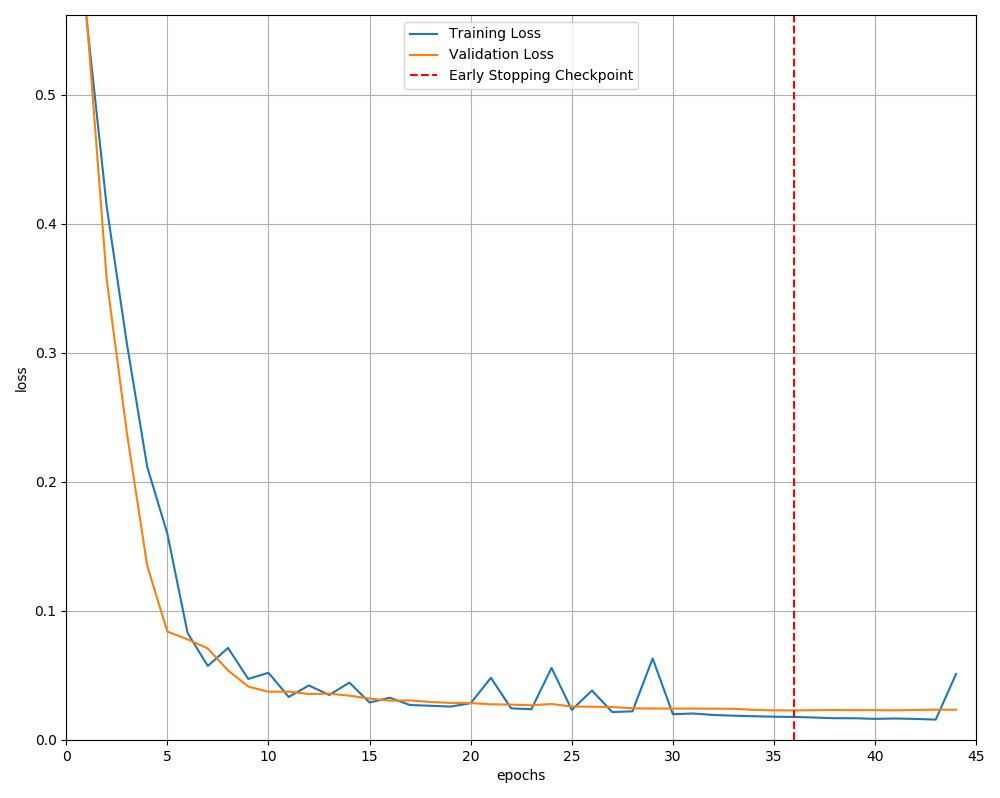 Training Loss
Validation Loss
Early Stopping Checkpoint
0.5
0.4
0.3
0.2
0.1
0.0
loss
0 5 10 15 20 25 30 35 40 45
epochs